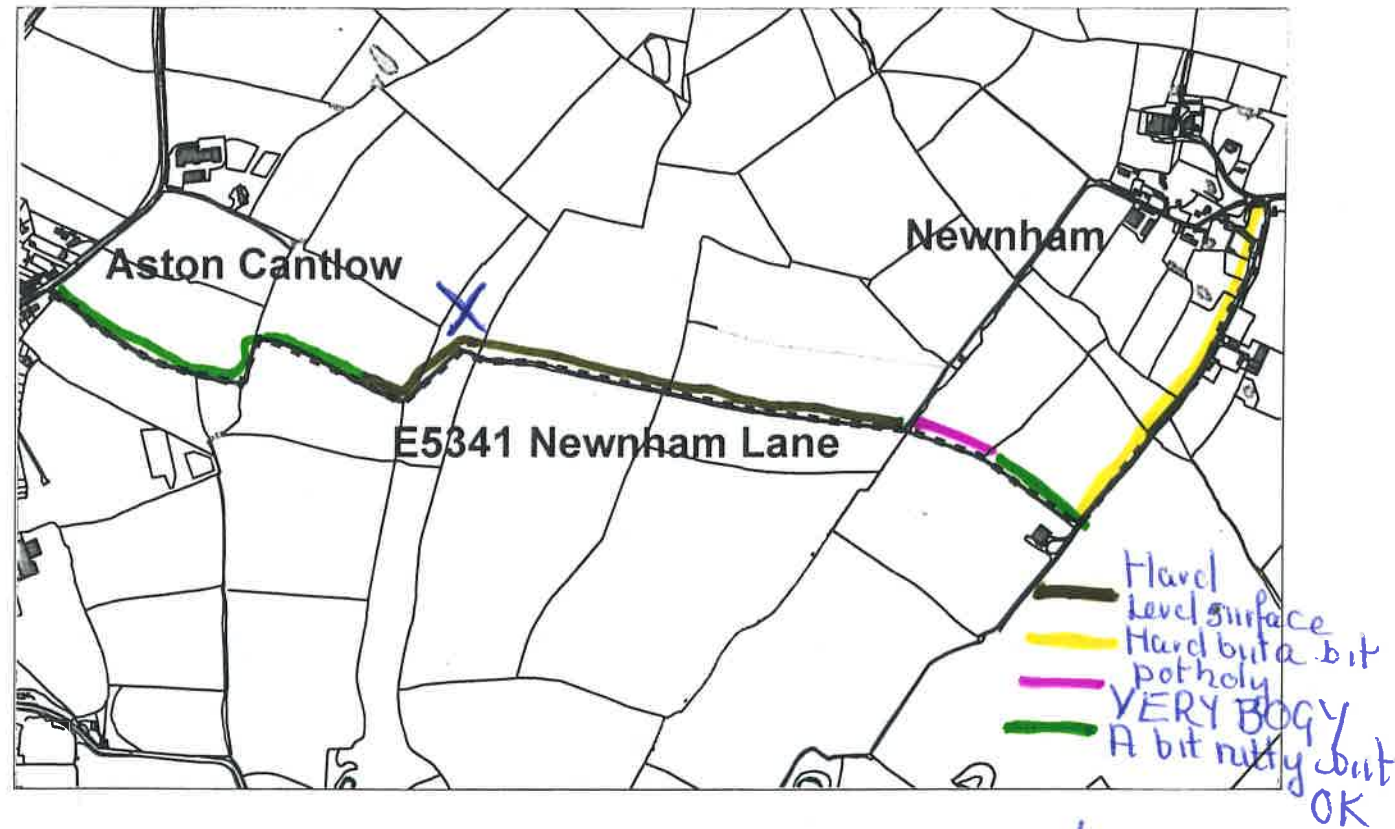 Newnham
Aston Cantlow
E5341 Newnham Lane
Hard
Level surface
Hard but a bit
potholy
VERY BOGY
A bit rutty but
OK
X